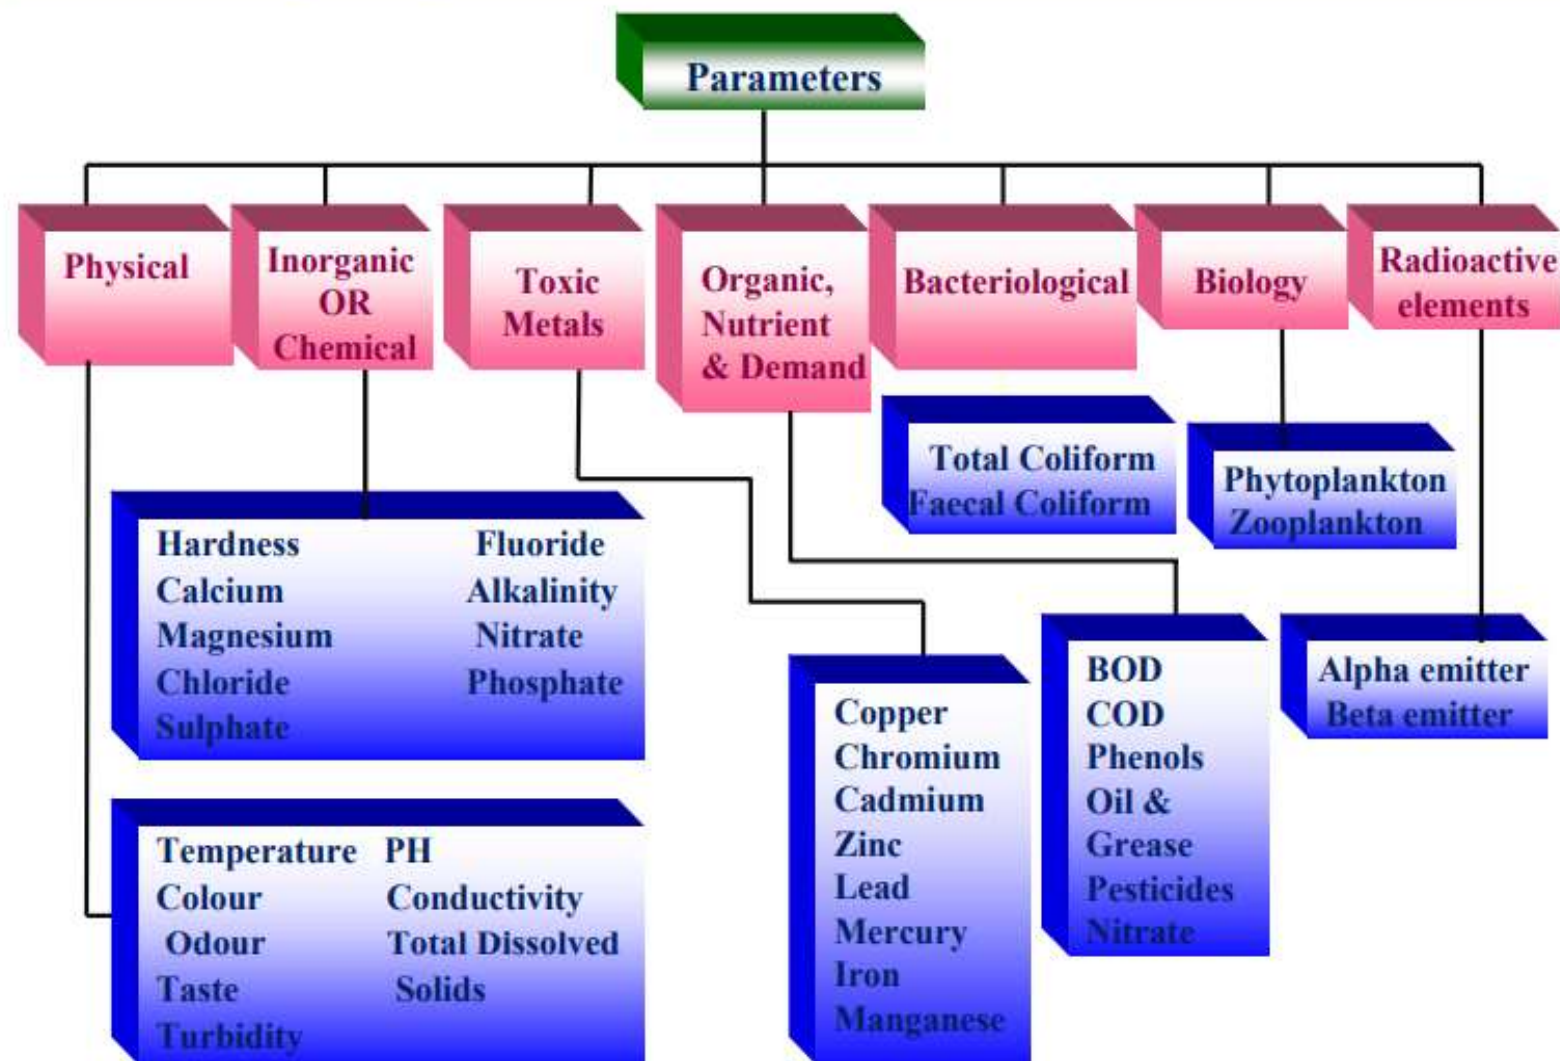 Parameters
Physical
Inorganic
OR
Chemical
Toxic
Metals
Organic,
Nutrient
& Demand
Bacteriological
Biology
Radioactive
elements
Total Coliform
Faecal Coliform
Phytoplankton
Zooplankton
Hardness Fluoride
Calcium Alkalinity
Magnesium Nitrate
Chloride Phosphate
Sulphate
Copper
Chromium
Cadmium
Zinc
Lead
Mercury
Iron
Manganese
BOD
COD
Phenols
Oil &
Grease
Pesticides
Nitrate
Alpha emitter
Beta emitter
Temperature PH
Colour Conductivity
Odour Total Dissolved
Taste Solids
Turbidity